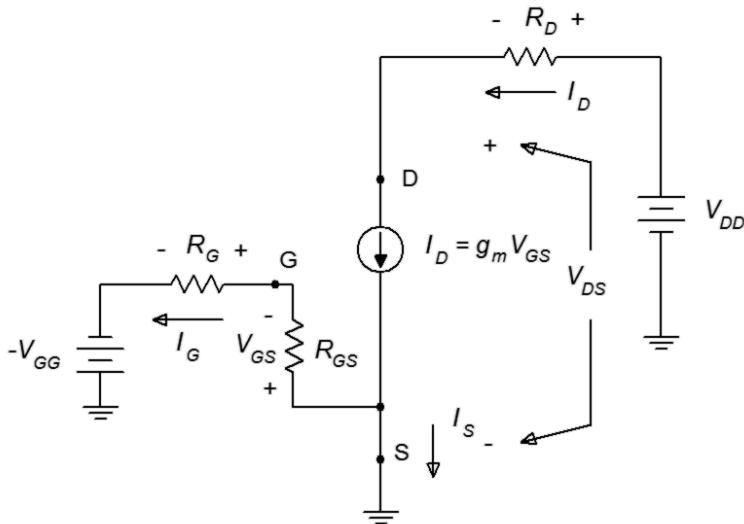 - R_D +
I_D
+
D
V_DD
I_D = g_m V_GS
V_DS
- R_G +
G
-
-V_GG
I_G
V_GS
R_GS
+
I_S
-
S